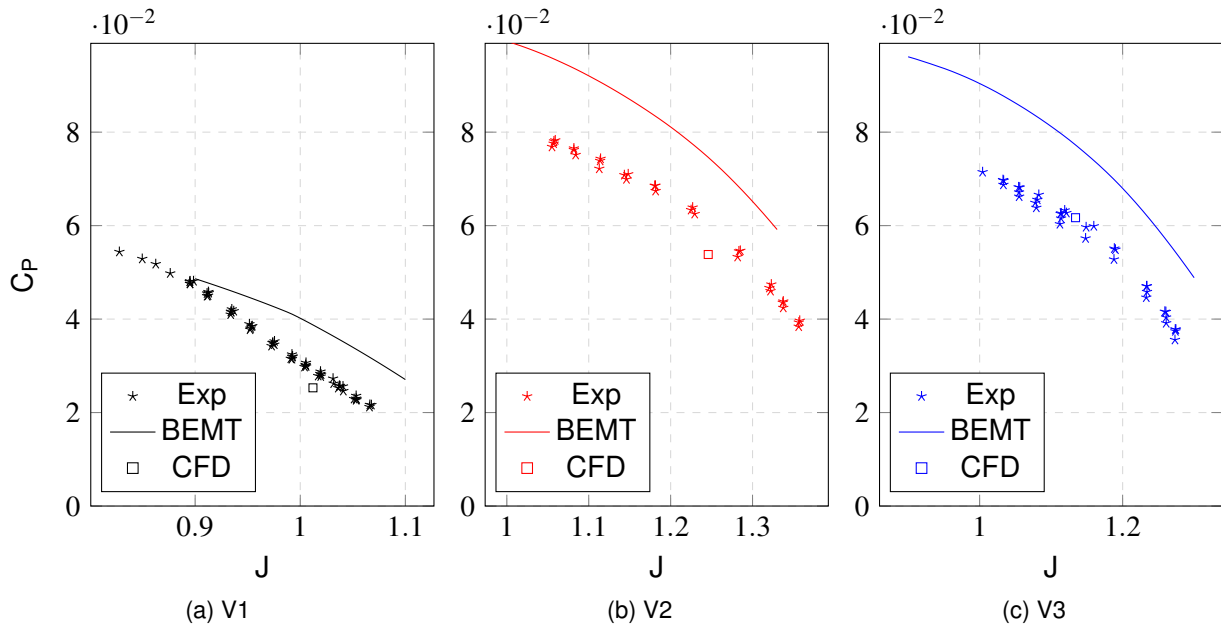 ·10⁻² ·10⁻² ·10⁻²
C_P
8 8 8
6 6 6
4 4 4
2 2 2
0 0 0
Exp Exp Exp
BEMT BEMT BEMT
CFD CFD CFD
0.9 1 1.1 1 1.1 1.2 1.3 1 1.2
J J J
(a) V1 (b) V2 (c) V3